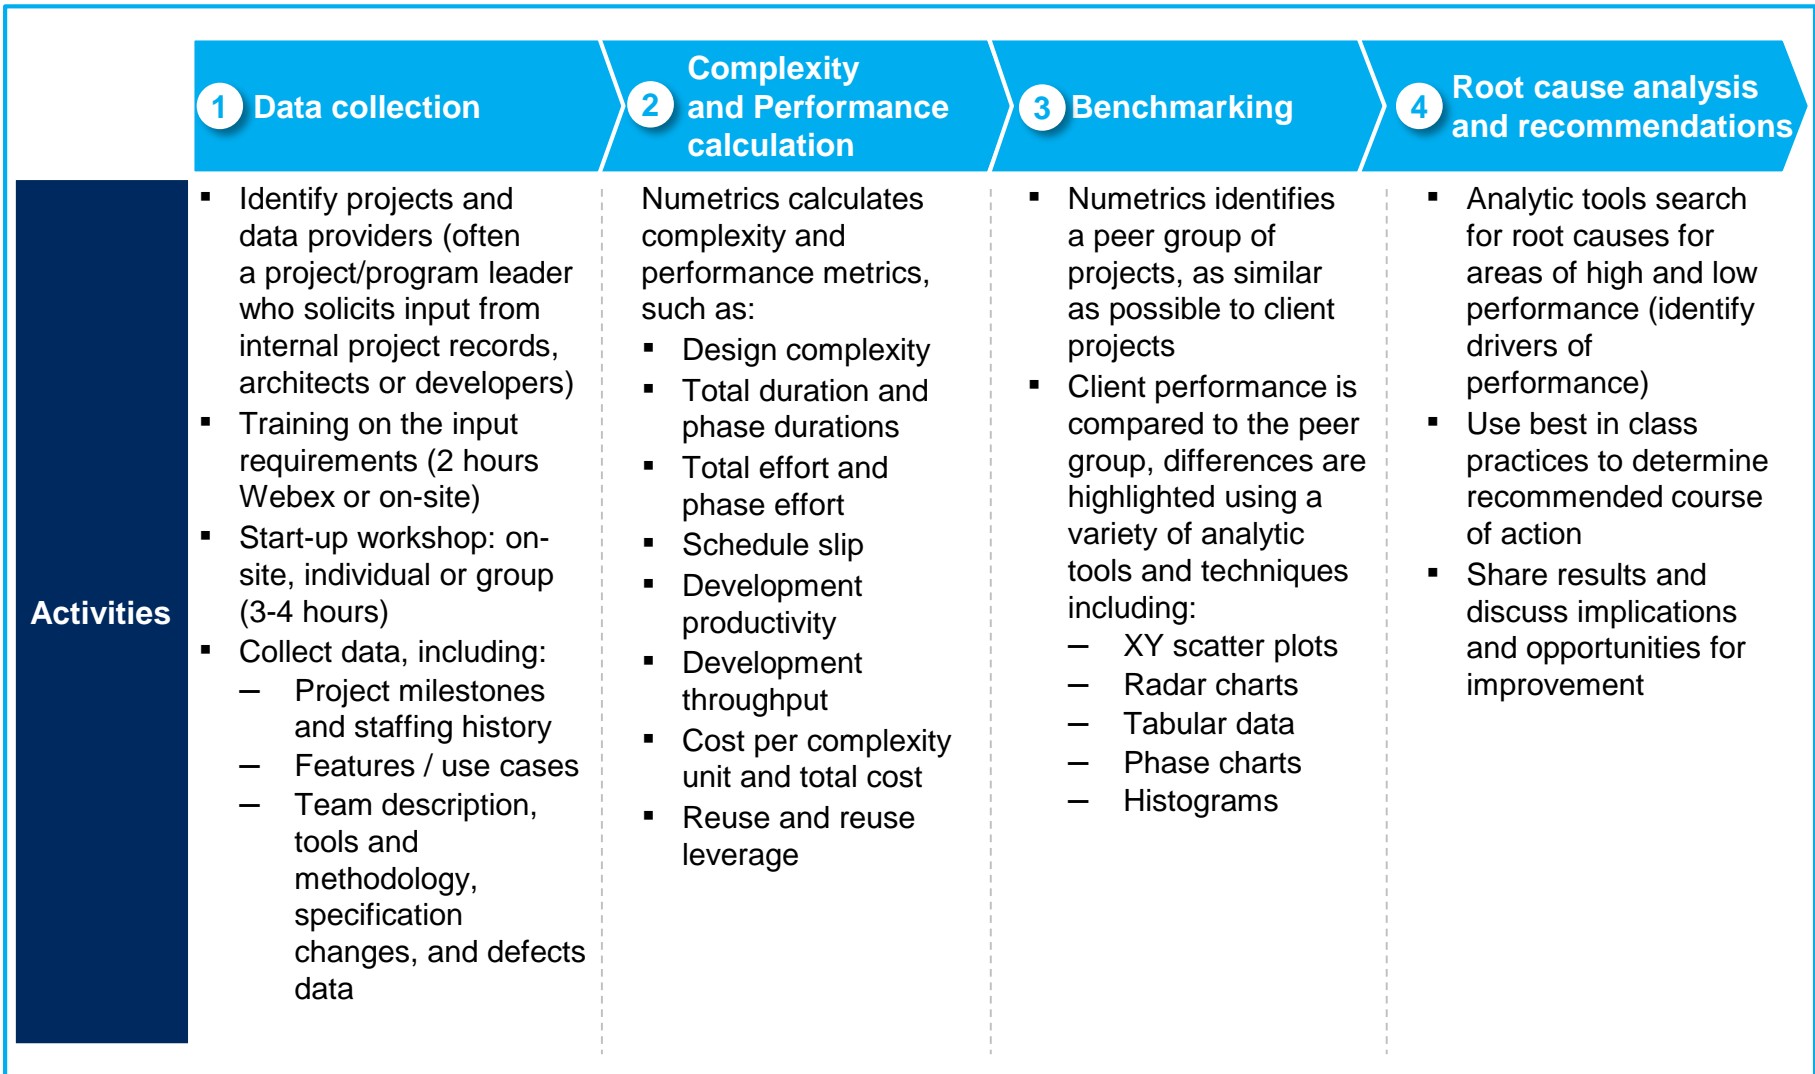 1 Data collection
2 Complexity
and Performance
calculation
3 Benchmarking
4 Root cause analysis
and recommendations
Activities
▪ Identify projects and
data providers (often
a project/program leader
who solicits input from
internal project records,
architects or developers)
▪ Training on the input
requirements (2 hours
Webex or on-site)
▪ Start-up workshop: on-
site, individual or group
(3-4 hours)
▪ Collect data, including:
– Project milestones
and staffing history
– Features / use cases
– Team description,
tools and
methodology,
specification
changes, and defects
data
Numetrics calculates
complexity and
performance metrics,
such as:
▪ Design complexity
▪ Total duration and
phase durations
▪ Total effort and
phase effort
▪ Schedule slip
▪ Development
productivity
▪ Development
throughput
▪ Cost per complexity
unit and total cost
▪ Reuse and reuse
leverage
▪ Numetrics identifies
a peer group of
projects, as similar
as possible to client
projects
▪ Client performance is
compared to the peer
group, differences are
highlighted using a
variety of analytic
tools and techniques
including:
– XY scatter plots
– Radar charts
– Tabular data
– Phase charts
– Histograms
▪ Analytic tools search
for root causes for
areas of high and low
performance (identify
drivers of
performance)
▪ Use best in class
practices to determine
recommended course
of action
▪ Share results and
discuss implications
and opportunities for
improvement